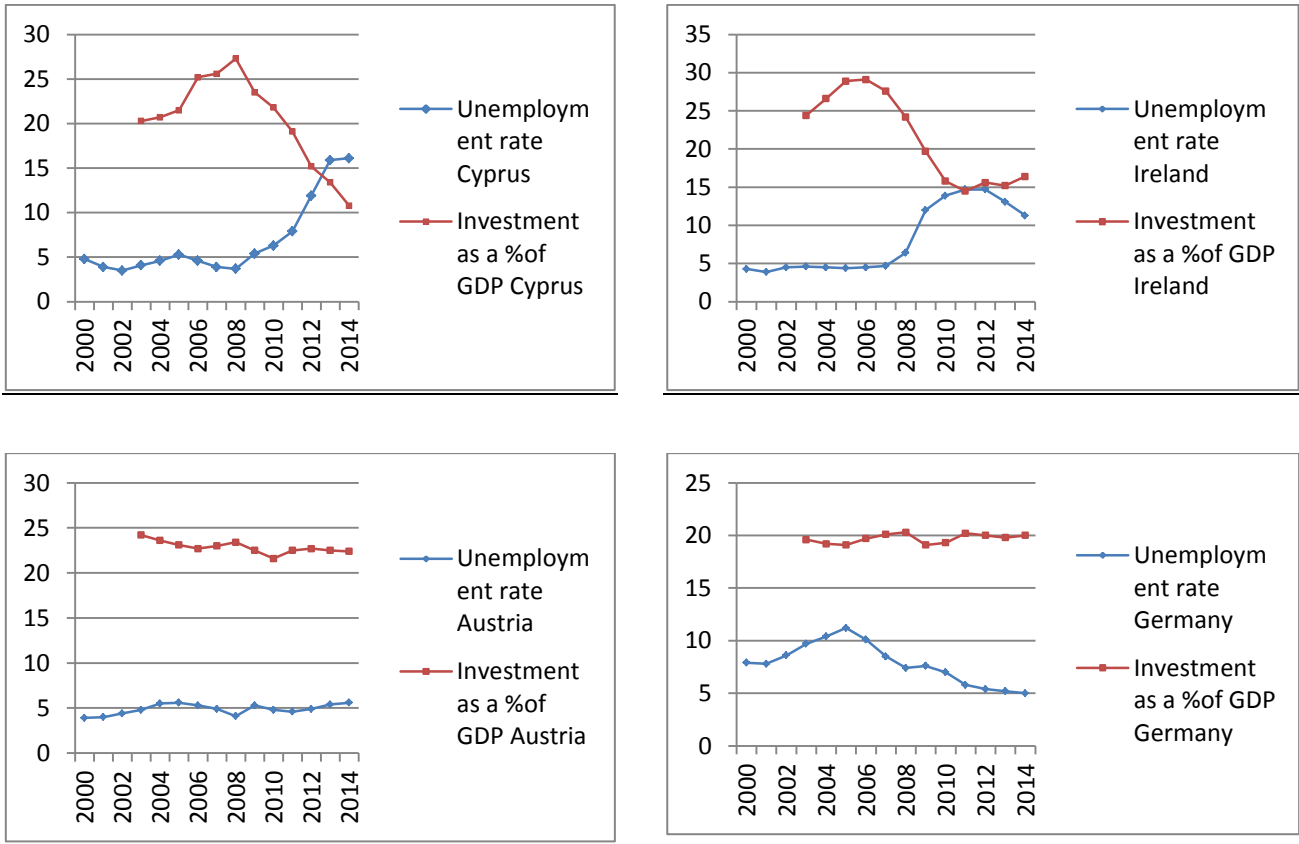 30
25
20
15
10
5
0
2000
2002
2004
2006
2008
2010
2012
2014
Unemploym
ent rate
Cyprus
Investment
as a %of
GDP Cyprus
35
30
25
20
15
10
5
0
2000
2002
2004
2006
2008
2010
2012
2014
Unemploym
ent rate
Ireland
Investment
as a %of GDP
Ireland
30
25
20
15
10
5
0
2000
2002
2004
2006
2008
2010
2012
2014
Unemploym
ent rate
Austria
Investment
as a %of
GDP Austria
25
20
15
10
5
0
2000
2002
2004
2006
2008
2010
2012
2014
Unemploym
ent rate
Germany
Investment
as a %of GDP
Germany